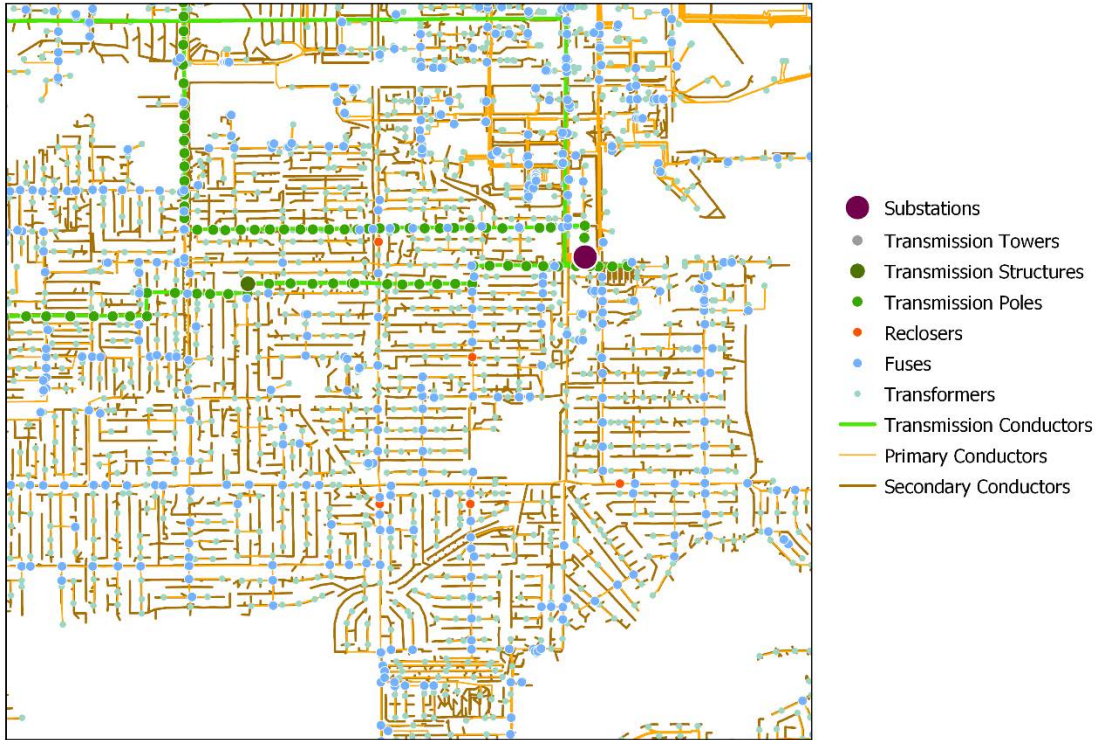 Substations
Transmission Towers
Transmission Structures
Transmission Poles
Reclosers
Fuses
Transformers
Transmission Conductors
Primary Conductors
Secondary Conductors